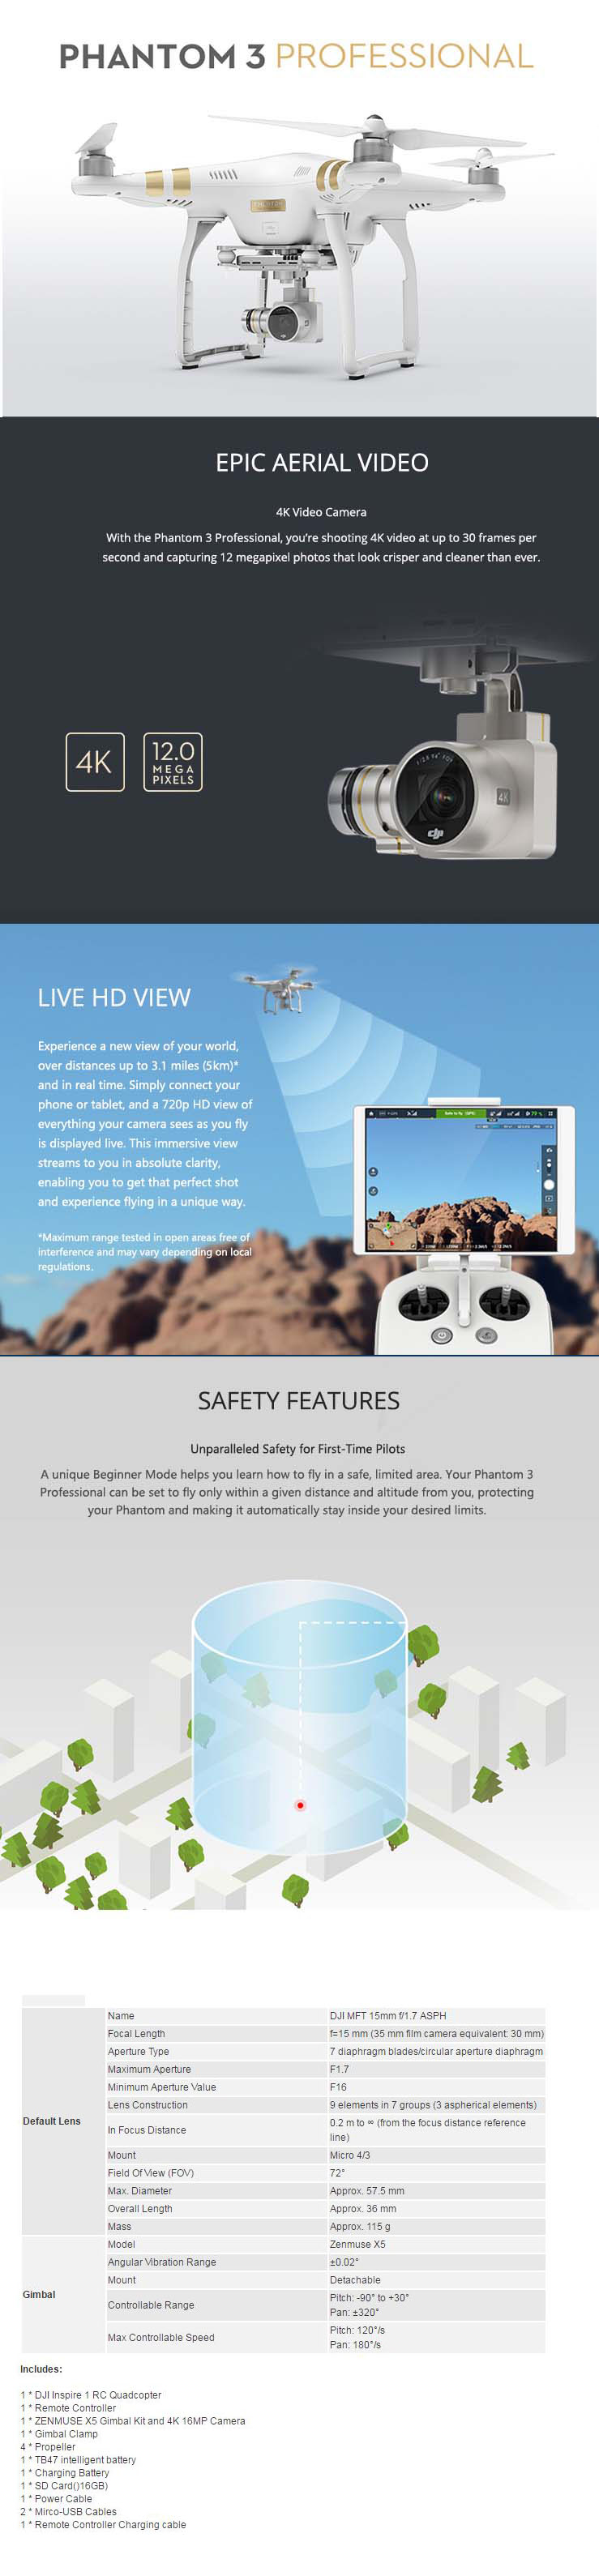 PHANTOM 3 PROFESSIONAL
PHANTOM
EPIC AERIAL VIDEO
4K Video Camera
With the Phantom 3 Professional, you're shooting 4K video at up to 30 frames per
second and capturing 12 megapixel photos that look crisper and cleaner than ever.
4K
12.0
MEGA
PIXELS
4K
dji
LIVE HD VIEW
Experience a new view of your world,
over distances up to 3.1 miles (5km)*
and in real time. Simply connect your
phone or tablet, and a 720p HD view of
everything your camera sees as you fly
is displayed live. This immersive view
streams to you in absolute clarity,
enabling you to get that perfect shot
and experience flying in a unique way.
*Maximum range tested in open areas free of
interference and may vary depending on local
regulations.
Safe to Fly (GPS)
SAFETY FEATURES
Unparalleled Safety for First-Time Pilots
A unique Beginner Mode helps you learn how to fly in a safe, limited area. Your Phantom 3
Professional can be set to fly only within a given distance and altitude from you, protecting
your Phantom and making it automatically stay inside your desired limits.
Default Lens
Name DJI MFT 15mm f/1.7 ASPH
Focal Length f=15 mm (35 mm film camera equivalent: 30 mm)
Aperture Type 7 diaphragm blades/circular aperture diaphragm
Maximum Aperture F1.7
Minimum Aperture Value F16
Lens Construction 9 elements in 7 groups (3 aspherical elements)
In Focus Distance 0.2 m to ∞ (from the focus distance reference
line)
Mount Micro 4/3
Field Of View (FOV) 72°
Max. Diameter Approx. 57.5 mm
Overall Length Approx. 36 mm
Mass Approx. 115 g
Gimbal
Model Zenmuse X5
Angular Vibration Range ±0.02°
Mount Detachable
Controllable Range Pitch: -90° to +30°
Pan: ±320°
Max Controllable Speed Pitch: 120°/s
Pan: 180°/s
Includes:
1 * DJI Inspire 1 RC Quadcopter
1 * Remote Controller
1 * ZENMUSE X5 Gimbal Kit and 4K 16MP Camera
1 * Gimbal Clamp
4 * Propeller
1 * TB47 intelligent battery
1 * Charging Battery
1 * SD Card()16GB)
1 * Power Cable
2 * Mirco-USB Cables
1 * Remote Controller Charging cable